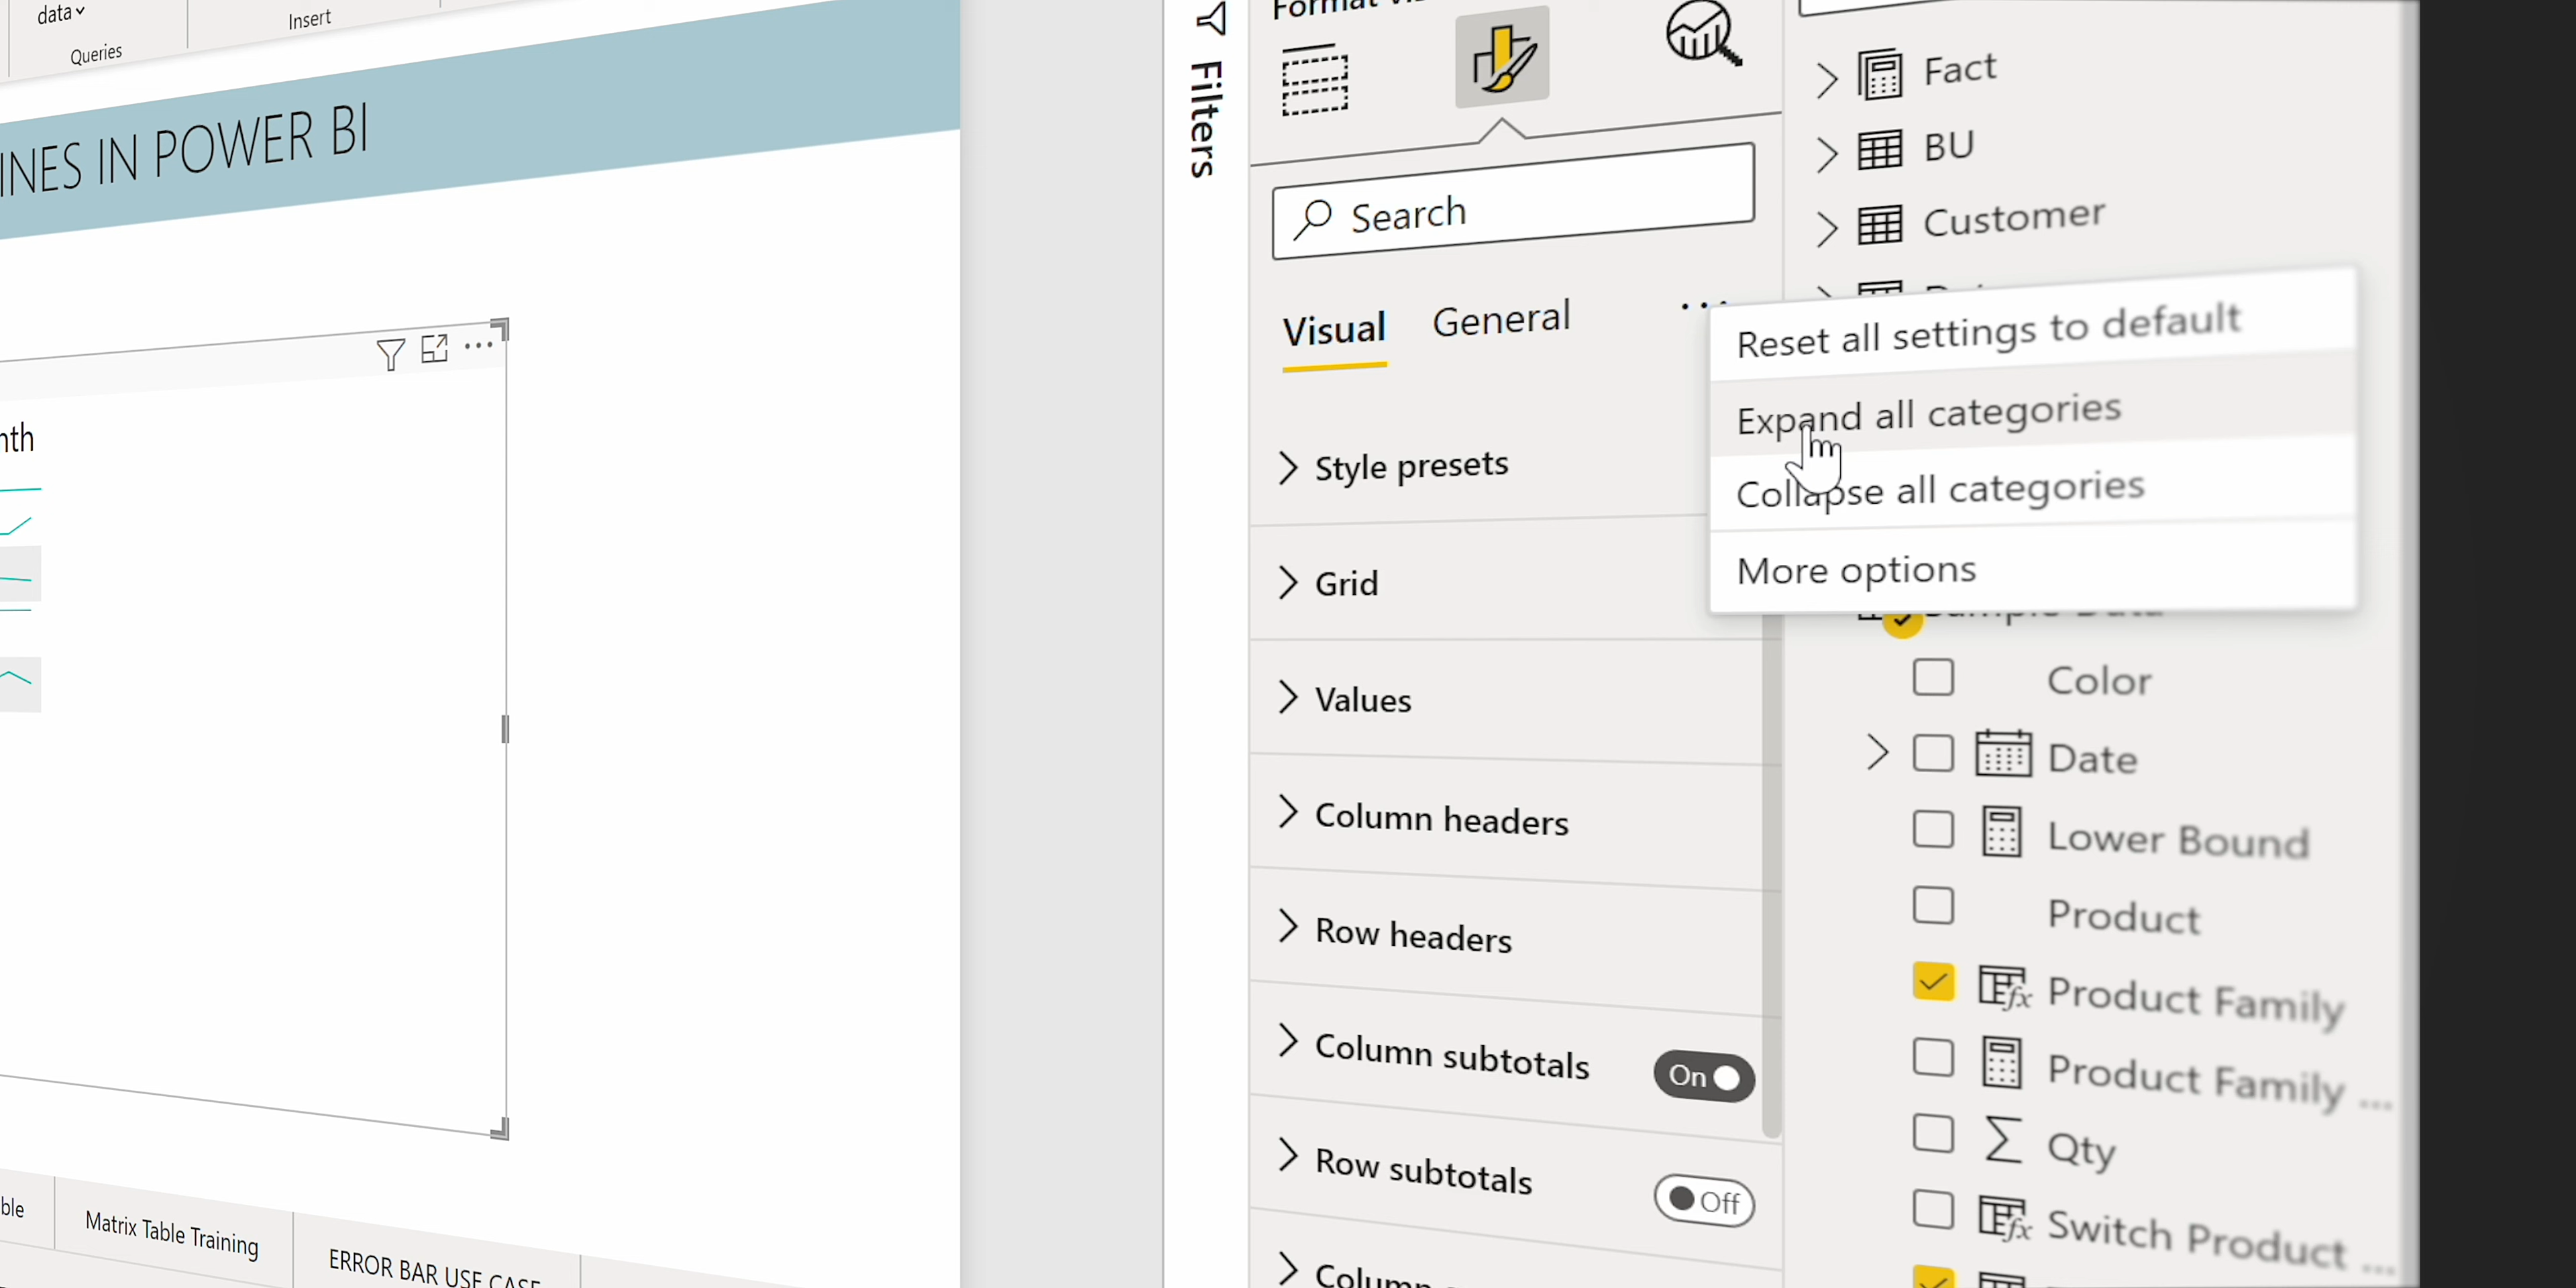 data
Queries
Insert
INES IN POWER BI
nth
ble
Matrix Table Training
ERROR BAR USE CASE
Filters
Format
Search
Visual
General
Style presets
Grid
Values
Column headers
Row headers
Column subtotals
On
Row subtotals
Off
Column
Fact
BU
Customer
Reset all settings to default
Expand all categories
Collapse all categories
More options
Color
Date
Lower Bound
Product
Product Family
Product Family ...
Qty
Switch Product ...